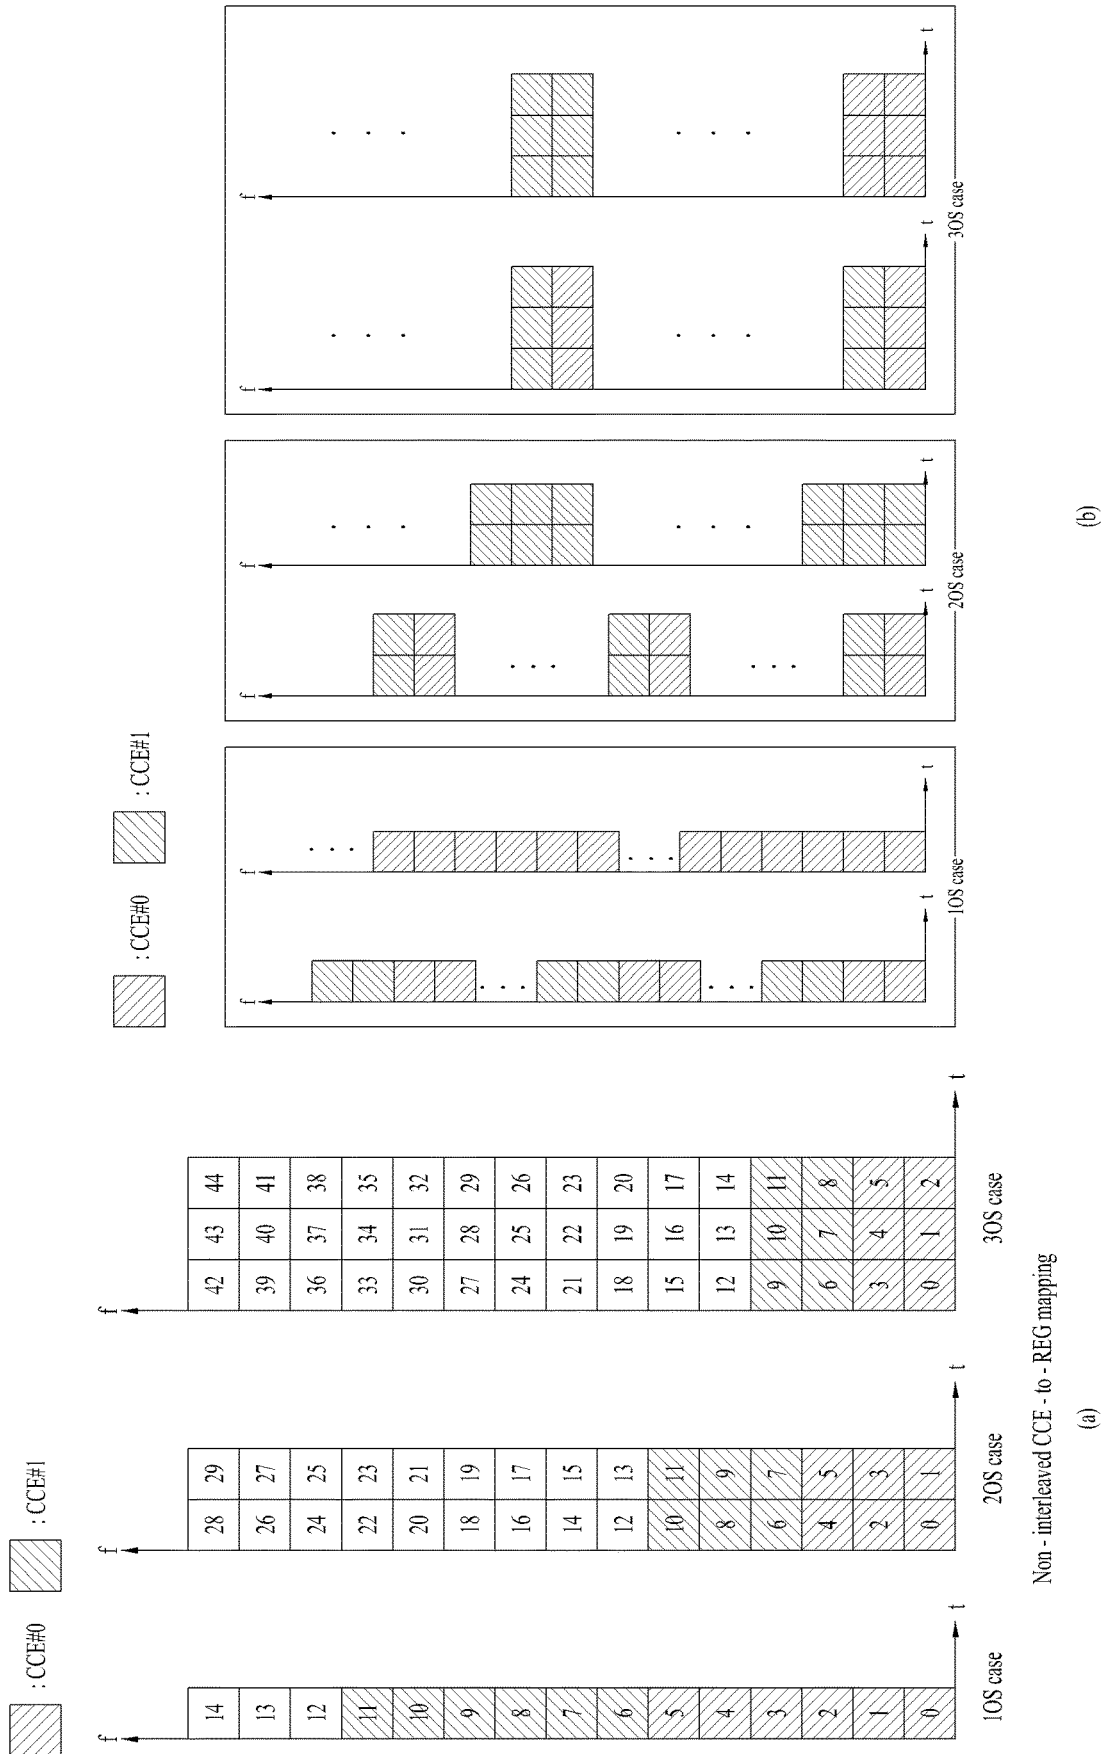 : CCE#0
: CCE#1
f
14
13
12
11
10
9
8
7
6
5
4
3
2
1
0
t
1OS case
f
28 29
26 27
24 25
22 23
20 21
18 19
16 17
14 15
12 13
10 11
8 9
6 7
4 5
2 3
0 1
t
2OS case
f
42 43 44
39 40 41
36 37 38
33 34 35
30 31 32
27 28 29
24 25 26
21 22 23
18 19 20
15 16 17
12 13 14
9 10 11
6 7 8
3 4 5
0 1 2
t
3OS case
Non - interleaved CCE - to - REG mapping
(a)
: CCE#0
: CCE#1
f
t
f
t
1OS case
f
t
f
t
2OS case
f
t
f
t
3OS case
(b)